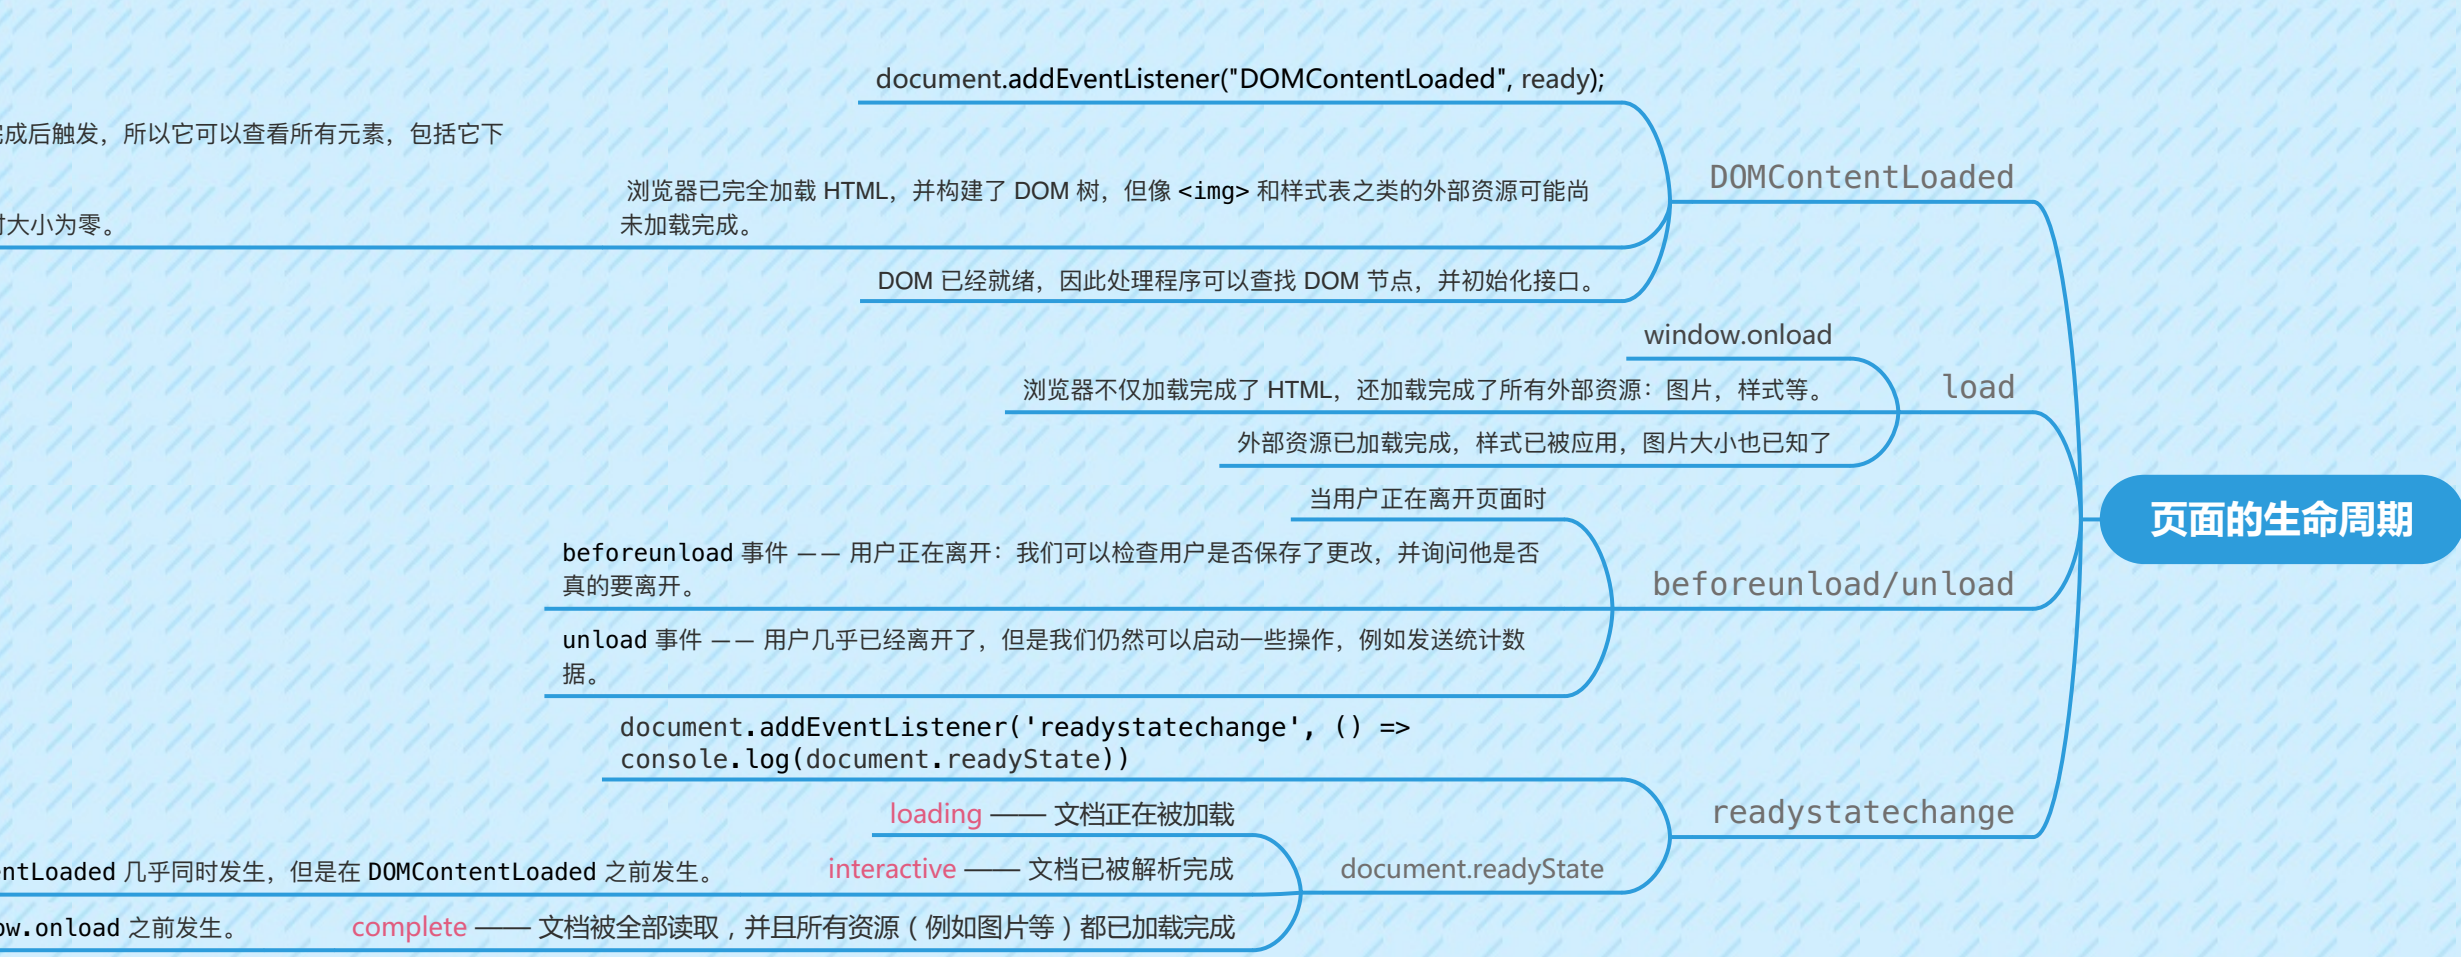 document.addEventListener("DOMContentLoaded", ready);
成后触发，所以它可以查看所有元素，包括它下
大小为零。
浏览器已完全加载 HTML，并构建了 DOM 树，但像 <img> 和样式表之类的外部资源可能尚
未加载完成。
DOM 已经就绪，因此处理程序可以查找 DOM 节点，并初始化接口。
DOMContentLoaded
window.onload
浏览器不仅加载完成了 HTML，还加载完成了所有外部资源：图片，样式等。
外部资源已加载完成，样式已被应用，图片大小也已知了
load
当用户正在离开页面时
beforeunload 事件 —— 用户正在离开：我们可以检查用户是否保存了更改，并询问他是否
真的要离开。
unload 事件 —— 用户几乎已经离开了，但是我们仍然可以启动一些操作，例如发送统计数
据。
beforeunload/unload
页面的生命周期
document.addEventListener('readystatechange', () =>
console.log(document.readyState))
readystatechange
loading —— 文档正在被加载
entLoaded 几乎同时发生，但是在 DOMContentLoaded 之前发生。
interactive —— 文档已被解析完成
document.readyState
ow.onload 之前发生。
complete —— 文档被全部读取，并且所有资源（例如图片等）都已加载完成